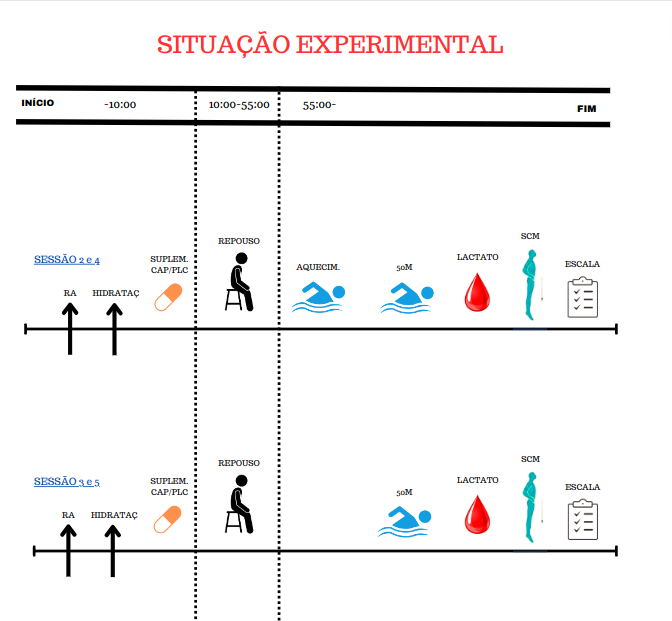 SITUAÇÃO EXPERIMENTAL
INÍCIO -10:00 10:00-55:00 55:00- FIM
SCM
REPOUSO
SESSÃO 2 e 4
SUPLEM.
CAP/PLC
AQUECIM.
50M
LACTATO
ESCALA
RA
HIDRATAÇ
SCM
REPOUSO
SESSÃO 3 e 5
SUPLEM.
CAP/PLC
50M
LACTATO
ESCALA
RA
HIDRATAÇ